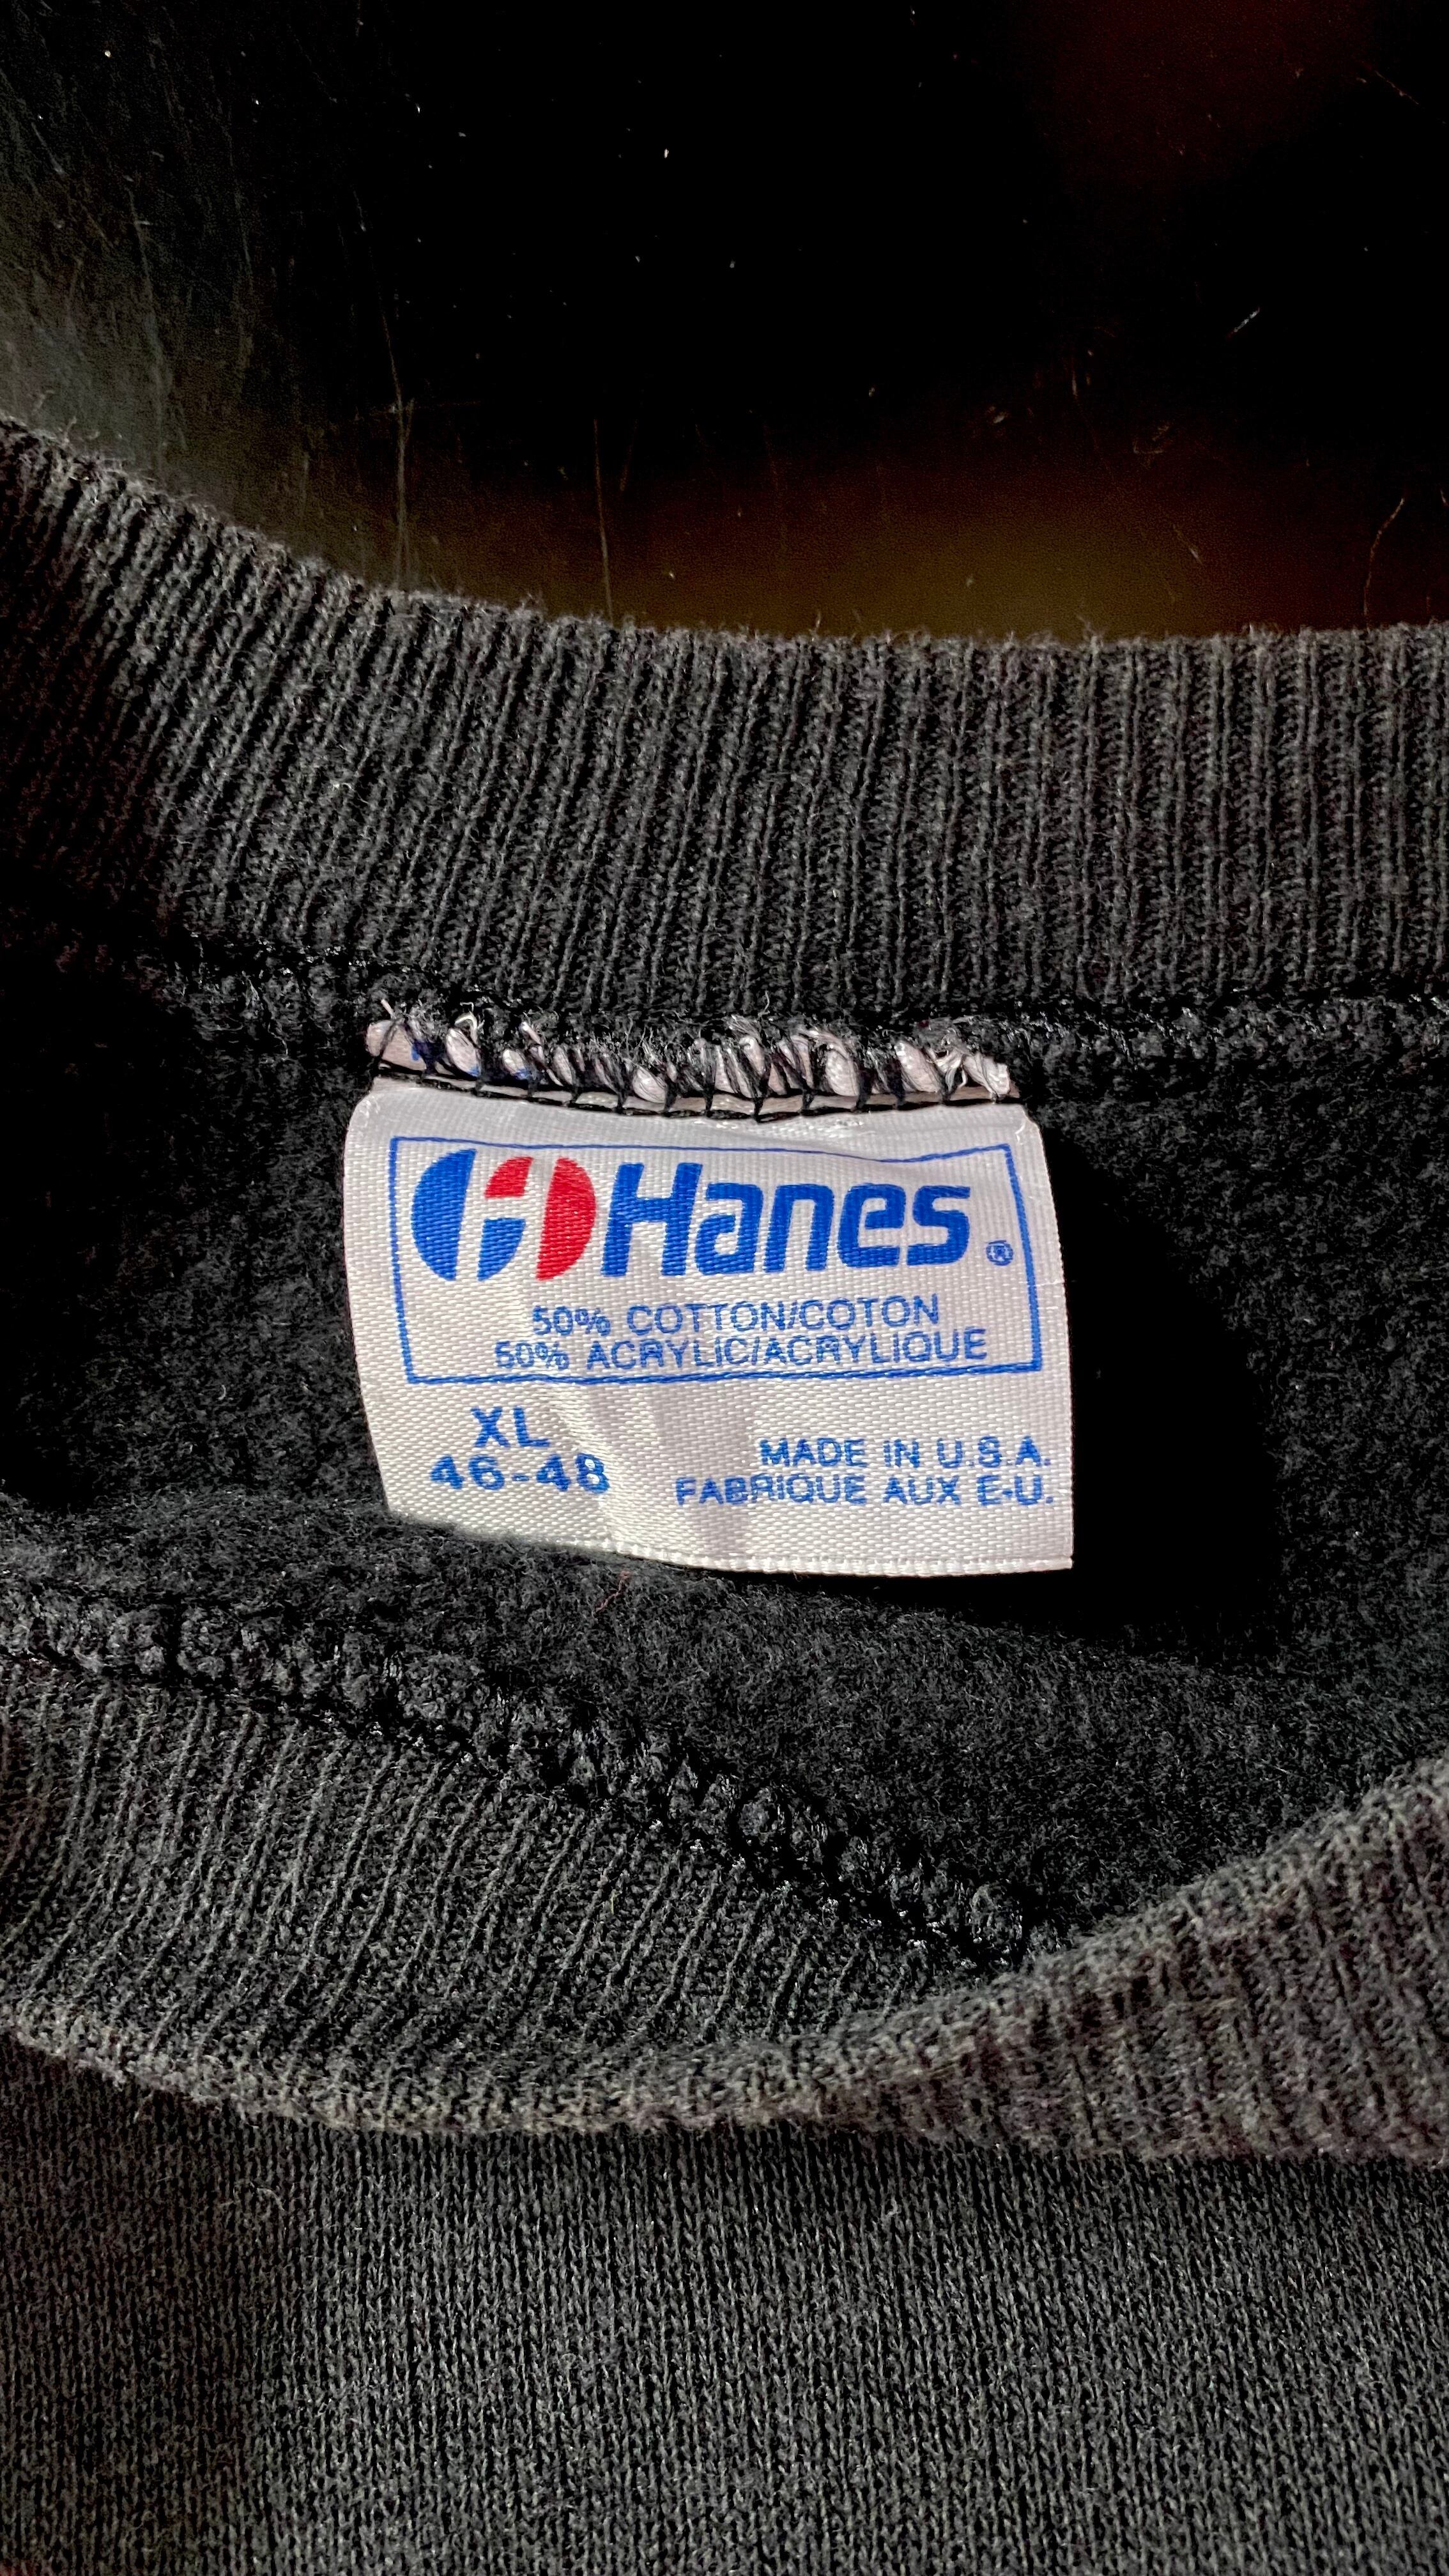 Hanes®
50% COTTON/COTON
50% ACRYLIC/ACRYLIQUE
XL
46-48
MADE IN U.S.A.
FABRIQUE AUX E-U.